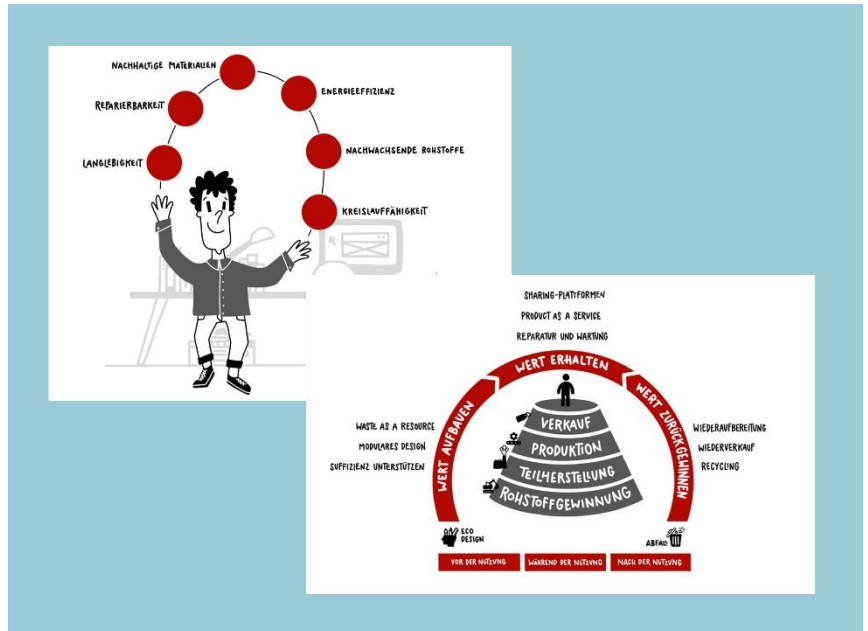 NACHHALTIGE MATERIALIEN
ENERGIEEFFIZIENZ
REPARIERBARKEIT
NACHWACHSENDE ROHSTOFFE
LANGLEBIGKEIT
KREISLAUFFÄHIGKEIT
SHARING-PLATTFORMEN
PRODUCT AS A SERVICE
REPARATUR UND WARTUNG
WERT ERHALTEN
WERT AUFBAUEN
WERT ZURÜCKGEWINNEN
WASTE AS A RESOURCE
MODULARES DESIGN
SUFFIZIENZ UNTERSTÜTZEN
VERKAUF
PRODUKTION
TEILHERSTELLUNG
ROHSTOFFGEWINNUNG
WIEDERAUFBEREITUNG
WIEDERVERKAUF
RECYCLING
ECO
DESIGN
ABFALL
VOR DER NUTZUNG
WÄHREND DER NUTZUNG
NACH DER NUTZUNG